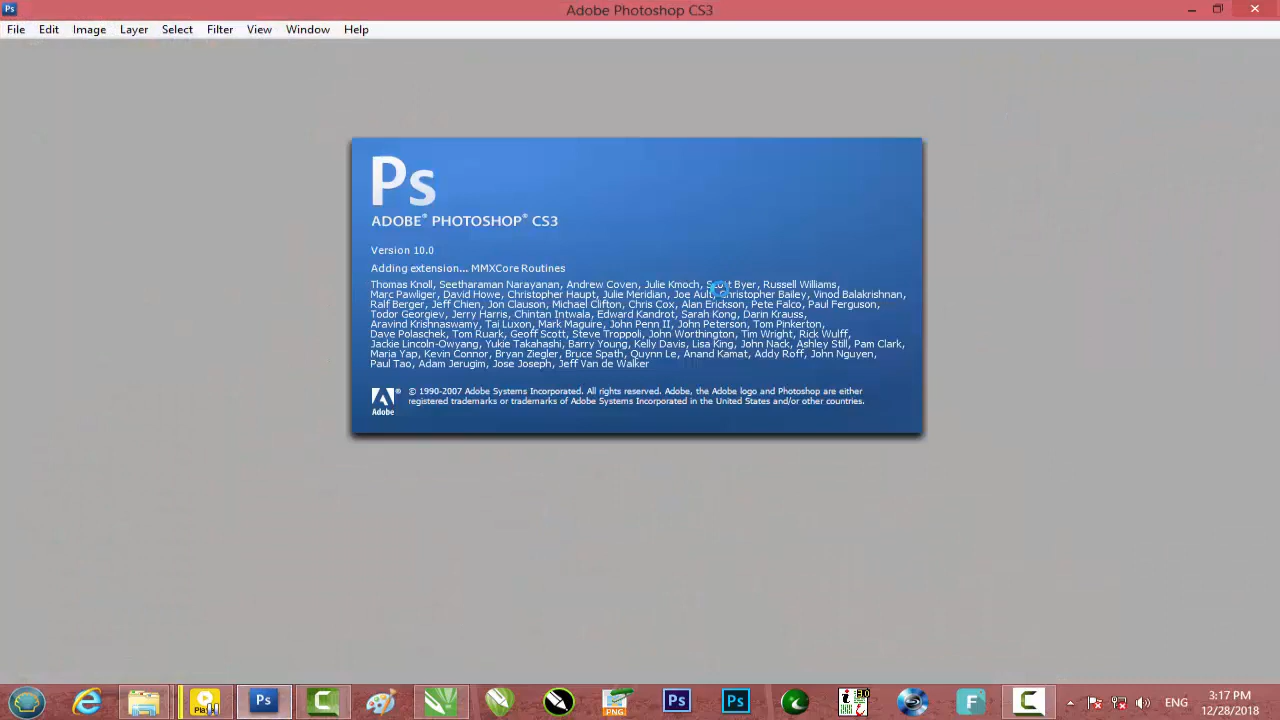 Ps
Adobe Photoshop CS3
File Edit Image Layer Select Filter View Window Help
Ps
ADOBE® PHOTOSHOP® CS3
Version 10.0
Adding extension... MMXCore Routines
Thomas Knoll, Seetharaman Narayanan, Andrew Coven, Julie Kmoch, Byer, Russell Williams,
Marc Pawliger, David Howe, Christopher Haupt, Julie Meridian, Joe Ault, Christopher Bailey, Vinod Balakrishnan,
Ralf Berger, Jeff Chien, Jon Clauson, Michael Clifton, Chris Cox, Alan Erickson, Pete Falco, Paul Ferguson,
Todor Georgiev, Jerry Harris, Chintan Intwala, Edward Kandrot, Sarah Kong, Darin Krauss,
Aravind Krishnaswamy, Tai Luxon, Mark Maguire, John Penn II, John Peterson, Tom Pinkerton,
Dave Polaschek, Tom Ruark, Geoff Scott, Steve Troppoli, John Worthington, Tim Wright, Rick Wulff,
Jackie Lincoln-Owyang, Yukie Takahashi, Barry Young, Kelly Davis, Lisa King, John Nack, Ashley Still, Pam Clark,
Maria Yap, Kevin Connor, Bryan Ziegler, Bruce Spath, Quynn Le, Anand Kamat, Addy Roff, John Nguyen,
Paul Tao, Adam Jerugim, Jose Joseph, Jeff Van de Walker
Adobe
© 1990-2007 Adobe Systems Incorporated. All rights reserved. Adobe, the Adobe logo and Photoshop are either
registered trademarks or trademarks of Adobe Systems Incorporated in the United States and/or other countries.
Ps
PNG
Ps
Ps
F
ENG
3:17 PM
12/28/2018